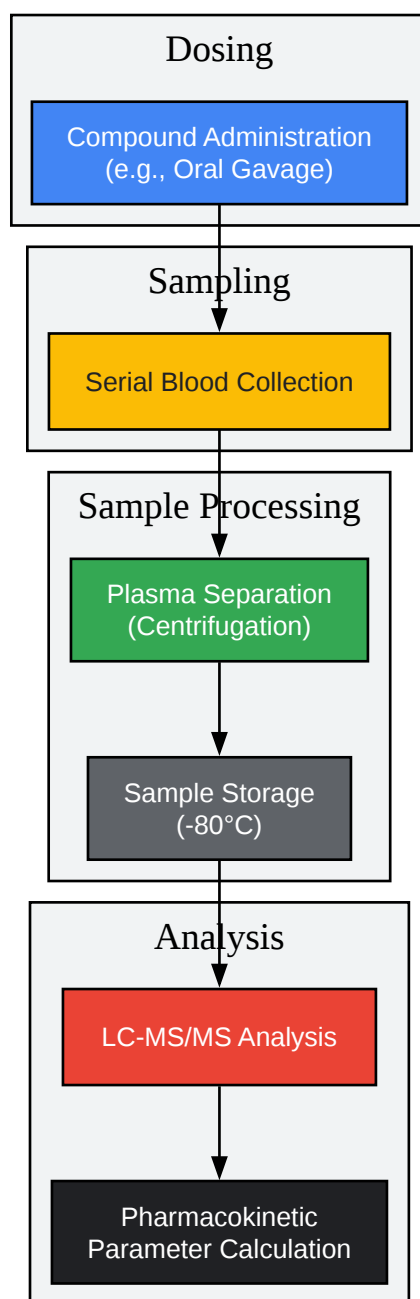 Dosing
Compound Administration
(e.g., Oral Gavage)
Sampling
Serial Blood Collection
Sample Processing
Plasma Separation
(Centrifugation)
Sample Storage
(-80°C)
Analysis
LC-MS/MS Analysis
Pharmacokinetic
Parameter Calculation